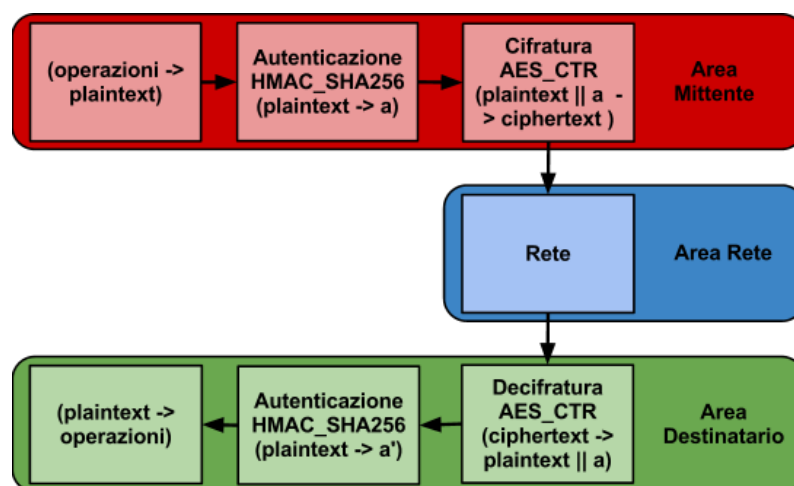 (operazioni ->
plaintext)
Autenticazione
HMAC_SHA256
(plaintext -> a)
Cifratura
AES_CTR
(plaintext || a -
> ciphertext )
Area
Mittente
Rete
Area Rete
(plaintext ->
operazioni)
Autenticazione
HMAC_SHA256
(plaintext -> a')
Decifratura
AES_CTR
(ciphertext ->
plaintext || a)
Area
Destinatario